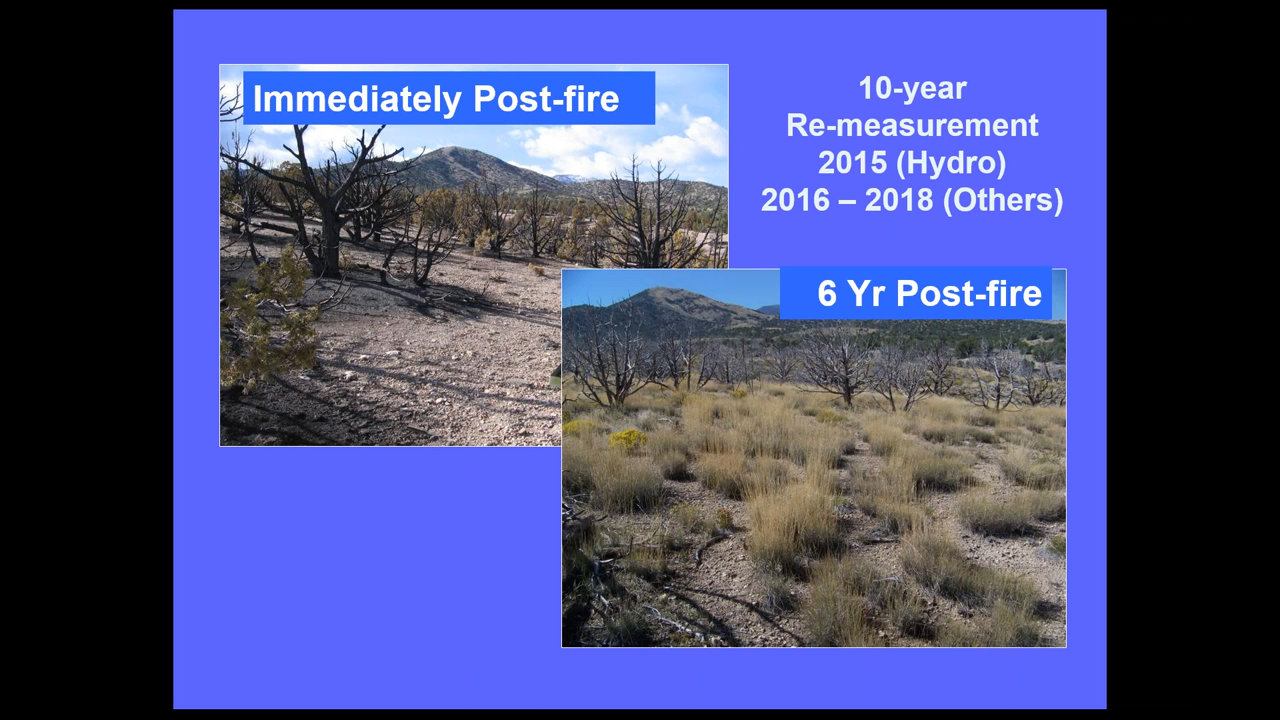 Immediately Post-fire
10-year
Re-measurement
2015 (Hydro)
2016 – 2018 (Others)
6 Yr Post-fire